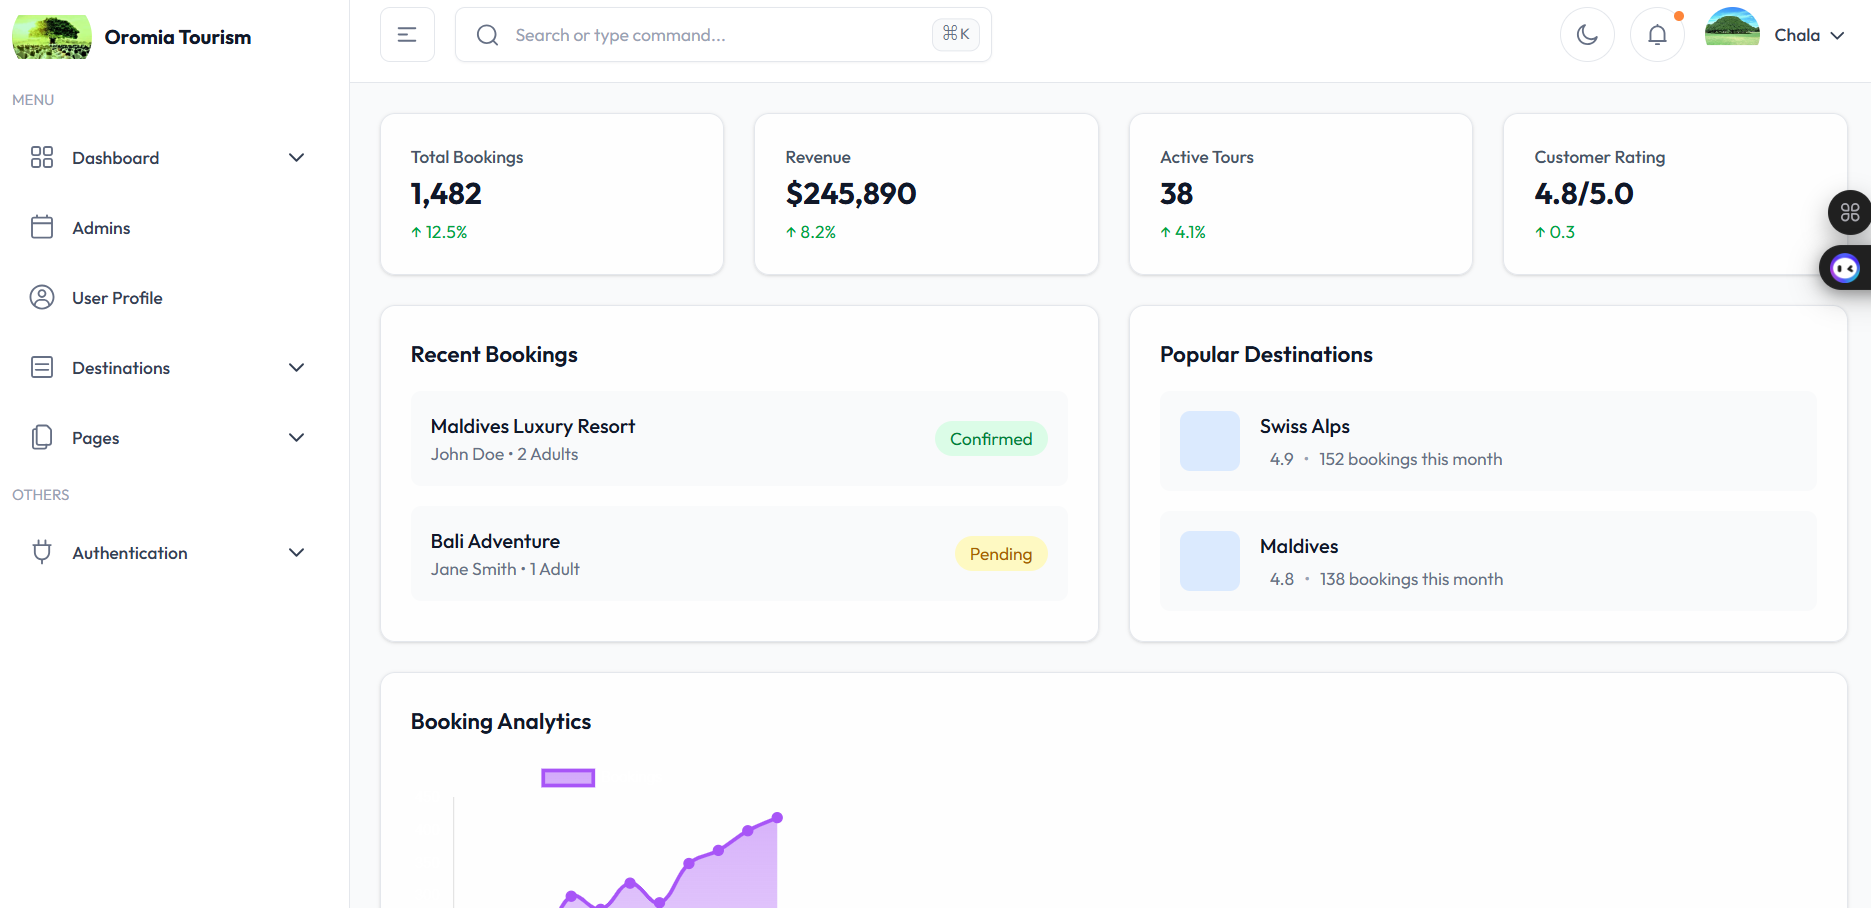 Oromia Tourism
MENU
Dashboard
Admins
User Profile
Destinations
Pages
OTHERS
Authentication
Search or type command...
⌘K
Chala
Total Bookings
1,482
↑ 12.5%
Revenue
$245,890
↑ 8.2%
Active Tours
38
↑ 4.1%
Customer Rating
4.8/5.0
↑ 0.3
Recent Bookings
Maldives Luxury Resort
John Doe • 2 Adults
Confirmed
Bali Adventure
Jane Smith • 1 Adult
Pending
Popular Destinations
Swiss Alps
4.9 • 152 bookings this month
Maldives
4.8 • 138 bookings this month
Booking Analytics